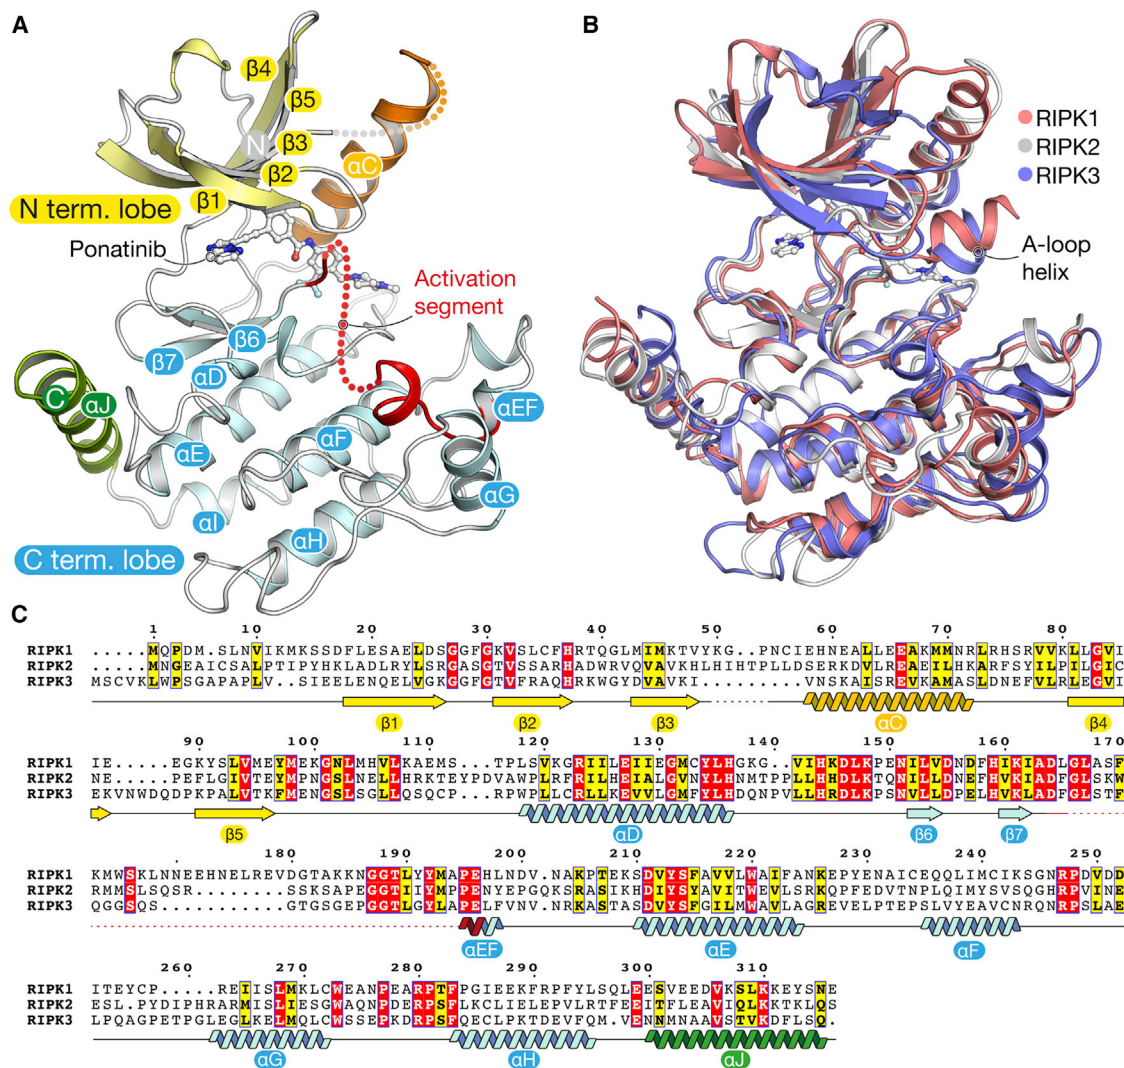 A
β4
β5
N
β3
β2
αC
β1
N term. lobe
Ponatinib
Activation
segment
β6
β7
αD
C
αJ
αEF
αF
αE
αG
αI
αH
C term. lobe
B
RIPK1
RIPK2
RIPK3
A-loop
helix
C
1 10 20 30 40 50 60 70 80
RIPK1 .....MQPDM.SLNVIKMKSSDFLESAELDSGGFGKVSLCFHRTQGLMIMKTVYKG..PNCIEHNEALLEEAKMMNRLRHSRVVKLLGVI
RIPK2 .....MNGEAICSALPTIPYHKLADLRYLSRGASGTVSSARHADWRVQVAVKHLHIHTPLLDSERKDVLREAEILHKARFSYILPILGIC
RIPK3 MSCVKLWPSGAPAPL..VSIEELENQELVGKGGFGTVFRAQHRKWGYDVAVKI.........VNSKAISREVKAMASLDNEFVLRLEGVI
β1 β2 β3 αC β4
90 100 110 120 130 140 150 160 170
RIPK1 IE.....EGKYSLVMEYMEKGNLMHVLKAEMS..TPLSVKGRIILEIIEGMCYLHGKG..VIHKDLKPENILVDNDFHIKIADLGLASF
RIPK2 NE.....PEFLGIVTEYMPNGSLNELLHRKTEYPDVAWPLRFRILHEIALGVNYLHNMTPPLLHHDLKTQNILLDNEFHVKIADFGLSKW
RIPK3 EKVNWDQDPKPALVTKFMENGSLSGLLQSQCP..RPWPLLCRLLKEVVLGMFYLHDQNPVLLHRDLKPSNVLLDPELHVKLADFGLSTF
β5 αD β6 β7
180 190 200 210 220 230 240 250
RIPK1 KMWSKLNNEEHNELREVDGTAKKNGGTLYYMAPEHLNDV.NAKPTEKSDVYSFAVVLWAIFANKEPYENAICEQQLIMCIKSGNRPDVDD
RIPK2 RMMSLSQSR.........SSKSAPEGGTIIYMPPENYEPGQKSRASIKHDIYSYAVITWEVLSRKQPFEDVTNPLQIMYSVSQGHRPVINE
RIPK3 QGGSQS...........GTGSGEPGGTLGYLAPELFVNV.NRKASTASDVYSFGILMWAVLAGREVELPTEPSLVYEAVCNRQNRPSLAE
αEF αE αF
260 270 280 290 300 310
RIPK1 ITEYCP.....REIISLMKLCWEANPEARPTFPGIEEKFRPFYLSQLEESVEEDVKSLKKEYSNE
RIPK2 ESL.PYDIPHRARMISLIESGWAQNPDERPSFLKCLIELEPVLRTFEEITFLEAVIQLKKTKLQS.
RIPK3 LPQAGPETPGLEGLKELMQLCWSSEPKDRPSFQECLPKTDEVFQM.VENNMNAAVSTVKDFLSQ.
αG αH αJ